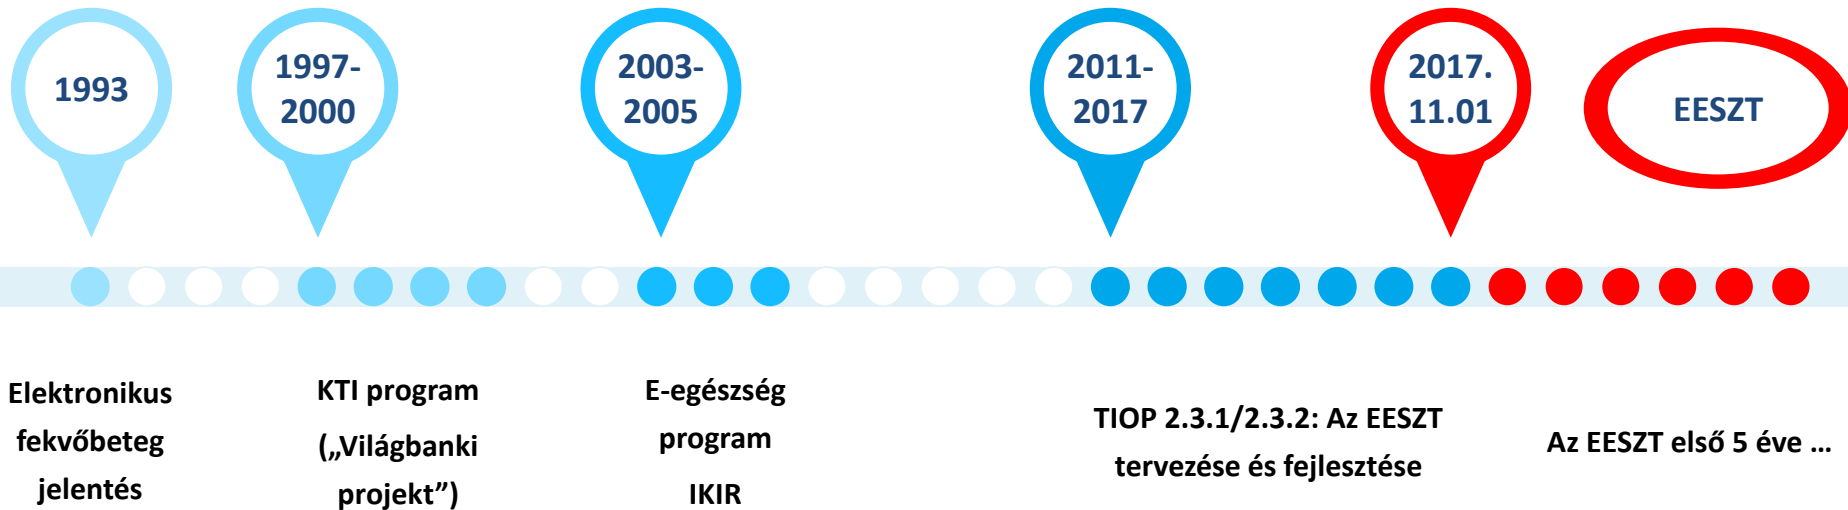 1993
1997-
2000
2003-
2005
2011-
2017
2017.
11.01
EESZT
Elektronikus
fekvőbeteg
jelentés
KTI program
(„Világbanki
projekt”)
E-egészség
program
IKIR
TIOP 2.3.1/2.3.2: Az EESZT
tervezése és fejlesztése
Az EESZT első 5 éve ...